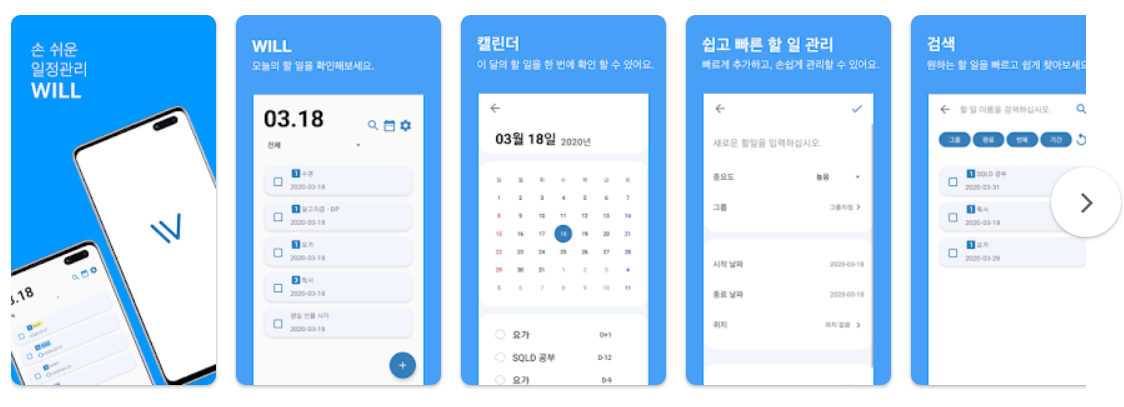 손 쉬운
일정관리
WILL
03.18
WILL
오늘의 할 일을 확인해보세요.
03.18
전체
1 수영
2020-03-18
1 알고리즘 - DP
2020-03-18
1 요가
2020-03-18
3 독서
2020-03-18
생일 선물 사기
2020-03-18
캘린더
이 달의 할 일을 한 번에 확인 할 수 있어요.
03월 18일 2020년
일 월 화 수 목 금 토
1 2 3 4 5 6 7
8 9 10 11 12 13 14
15 16 17 18 19 20 21
22 23 24 25 26 27 28
29 30 31 1 2 3 4
5 6 7 8 9 10 11
요가 D+1
SQLD 공부 D-12
요가 D-9
쉽고 빠른 할 일 관리
빠르게 추가하고, 손쉽게 관리할 수 있어요.
새로운 할일을 입력하십시오.
중요도 높음
그룹 그룹미정
시작 날짜 2020-03-18
종료 날짜 2020-03-18
위치 위치 없음
검색
원하는 할 일을 빠르고 쉽게 찾아보세요
할 일 이름을 검색하십시오.
그룹 완료 반복 기간
1 SQLD 공부
2020-03-31
1 독서
2020-03-18
1 요가
2020-03-28